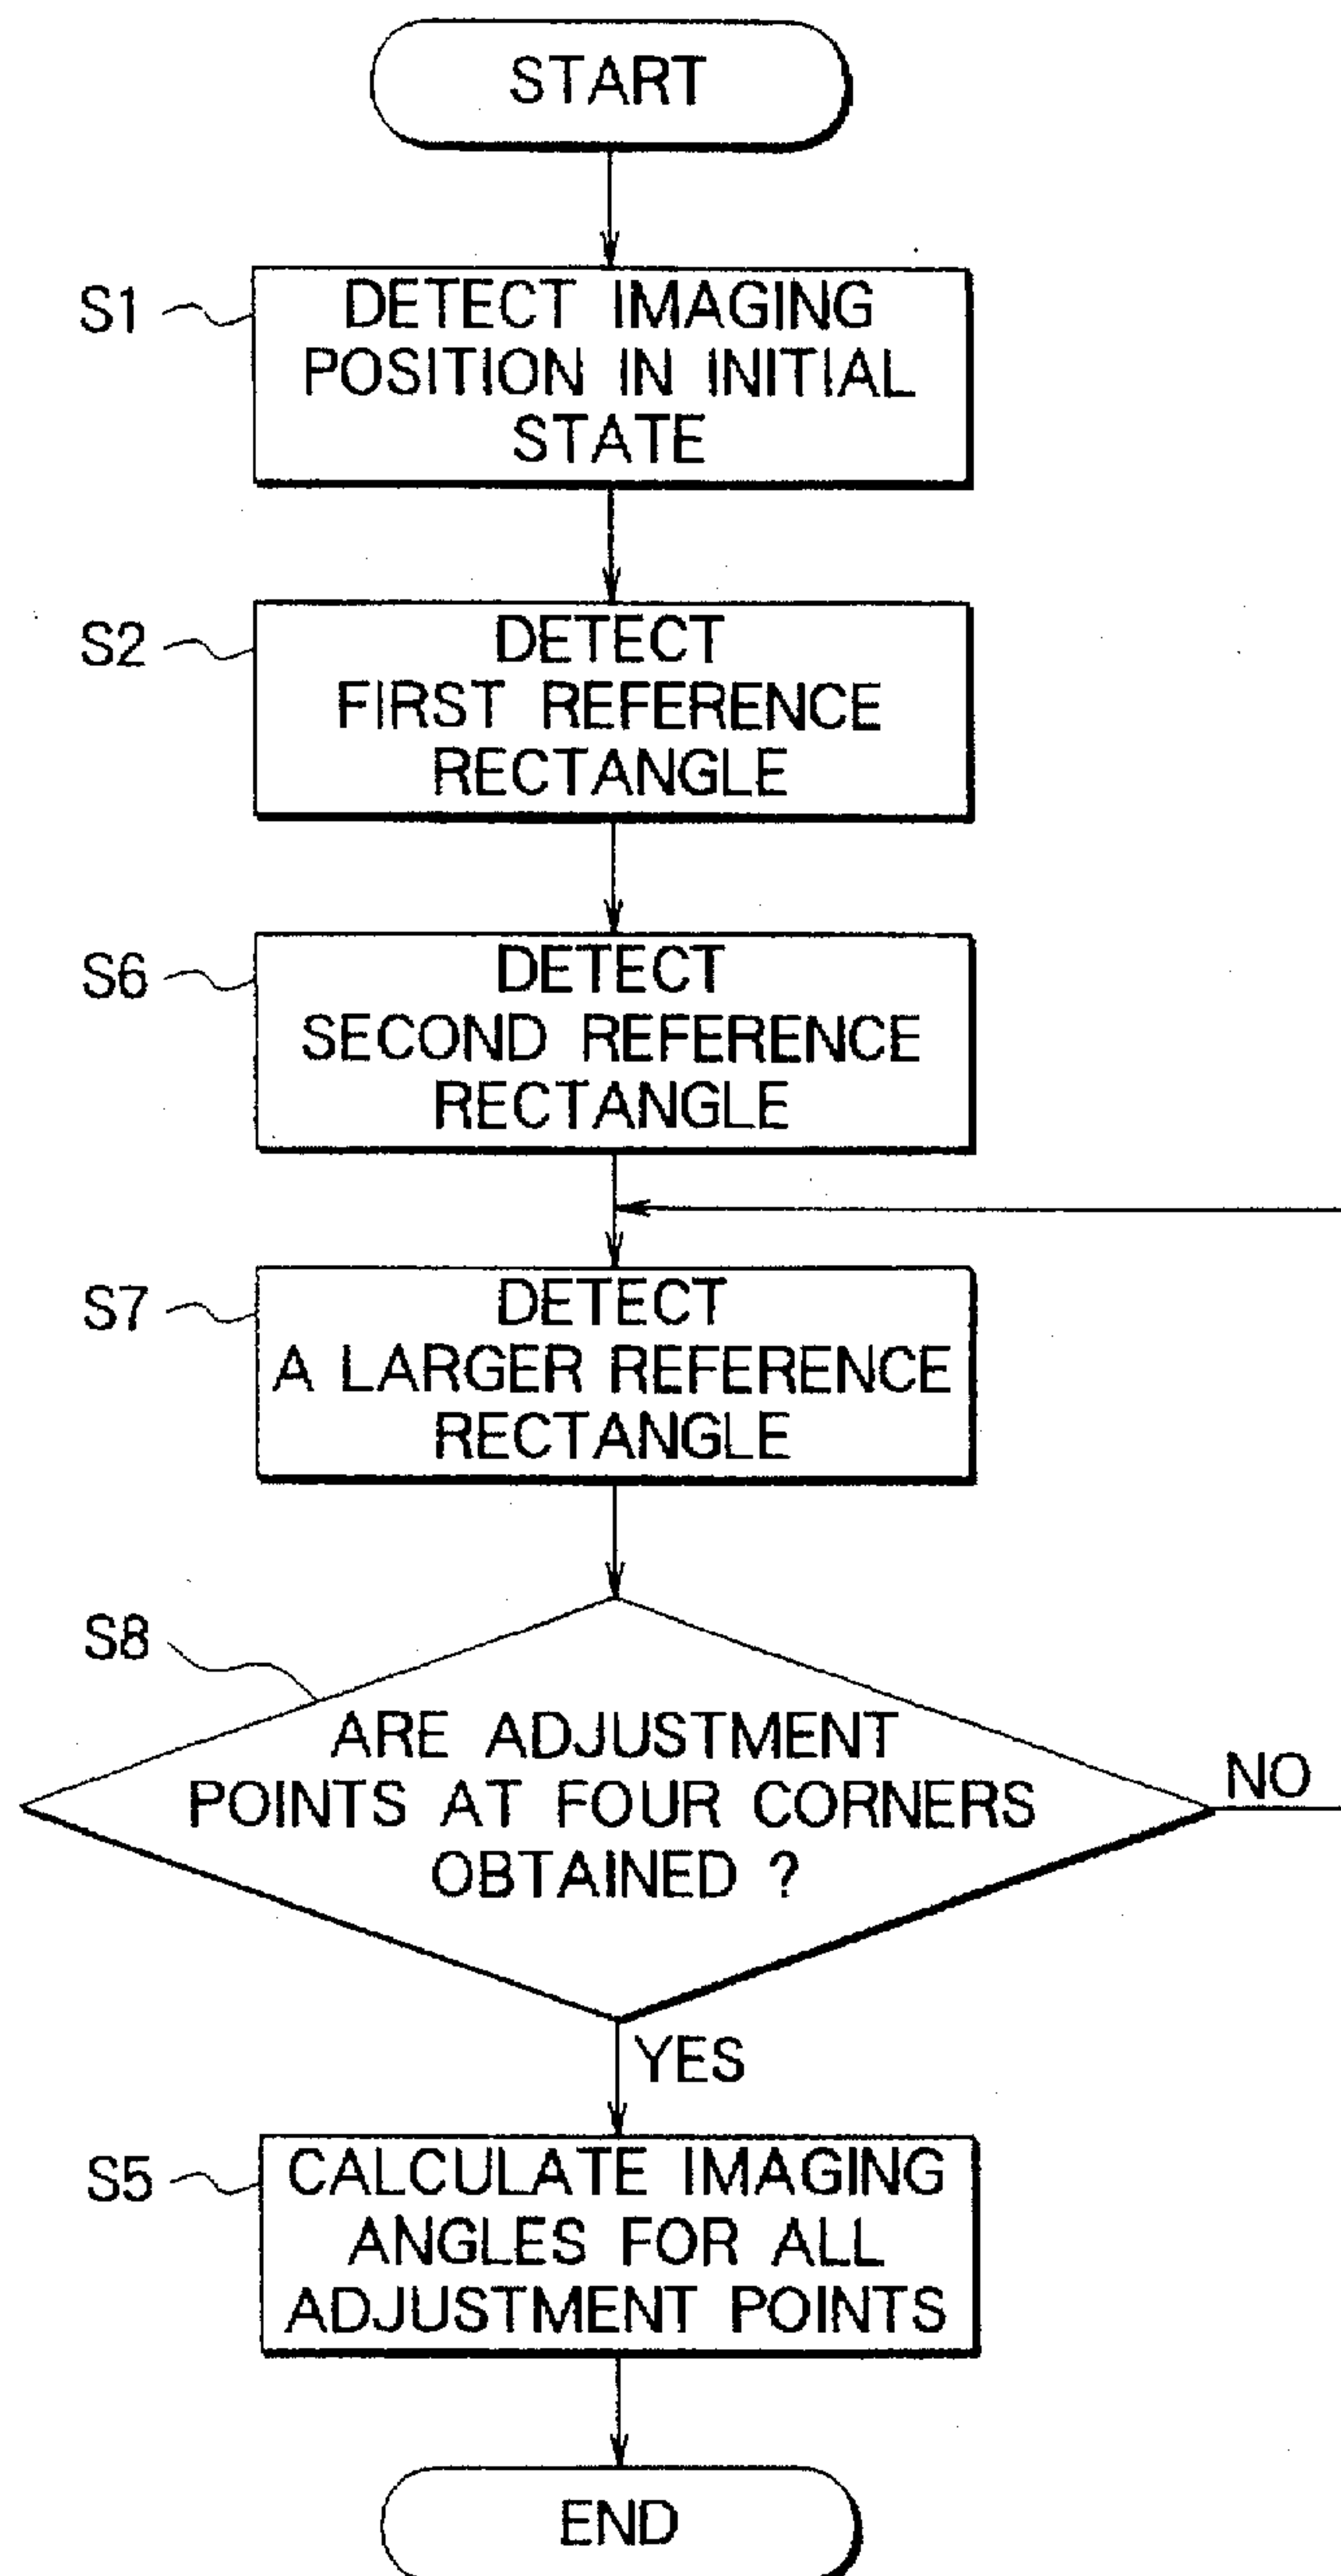 START
S1
DETECT IMAGING
POSITION IN INITIAL
STATE
S2
DETECT
FIRST REFERENCE
RECTANGLE
S6
DETECT
SECOND REFERENCE
RECTANGLE
S7
DETECT
A LARGER REFERENCE
RECTANGLE
S8
ARE ADJUSTMENT
POINTS AT FOUR CORNERS
OBTAINED ?
NO
YES
S5
CALCULATE IMAGING
ANGLES FOR ALL
ADJUSTMENT POINTS
END